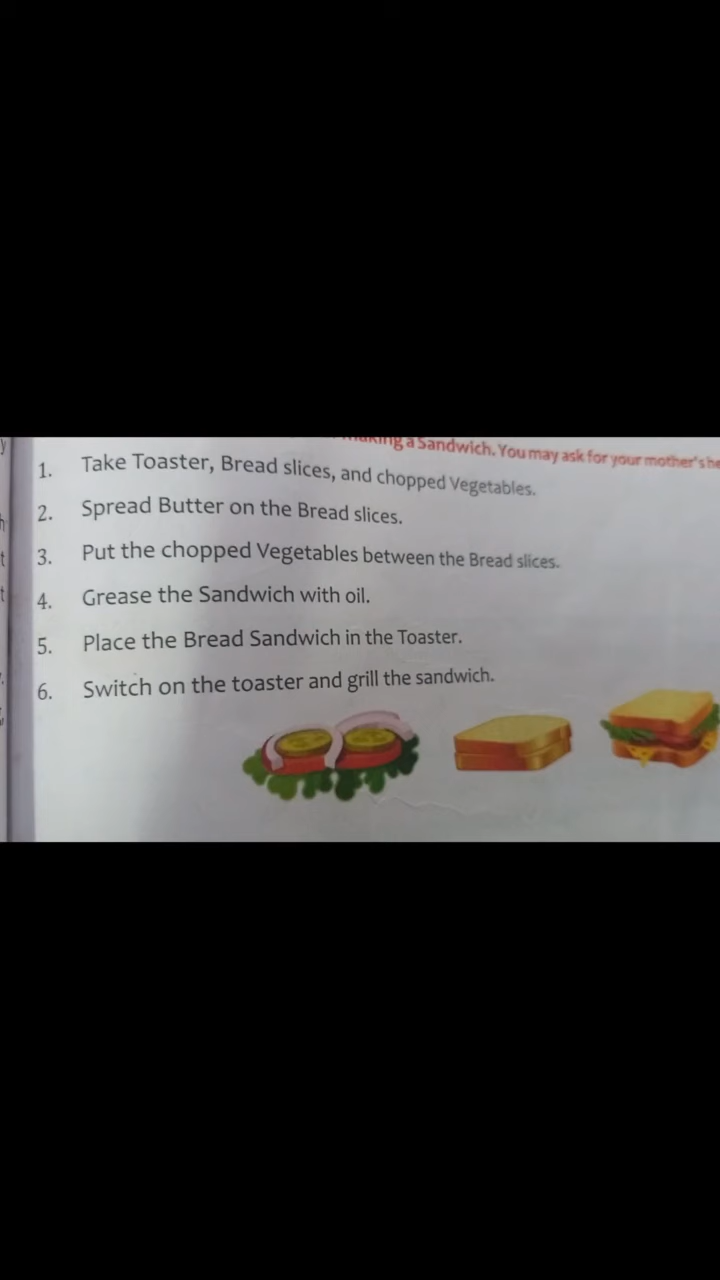 making a Sandwich. You may ask for your mother's
1. Take Toaster, Bread slices, and chopped Vegetables.
2. Spread Butter on the Bread slices.
3. Put the chopped Vegetables between the Bread slices.
4. Grease the Sandwich with oil.
5. Place the Bread Sandwich in the Toaster.
6. Switch on the toaster and grill the sandwich.